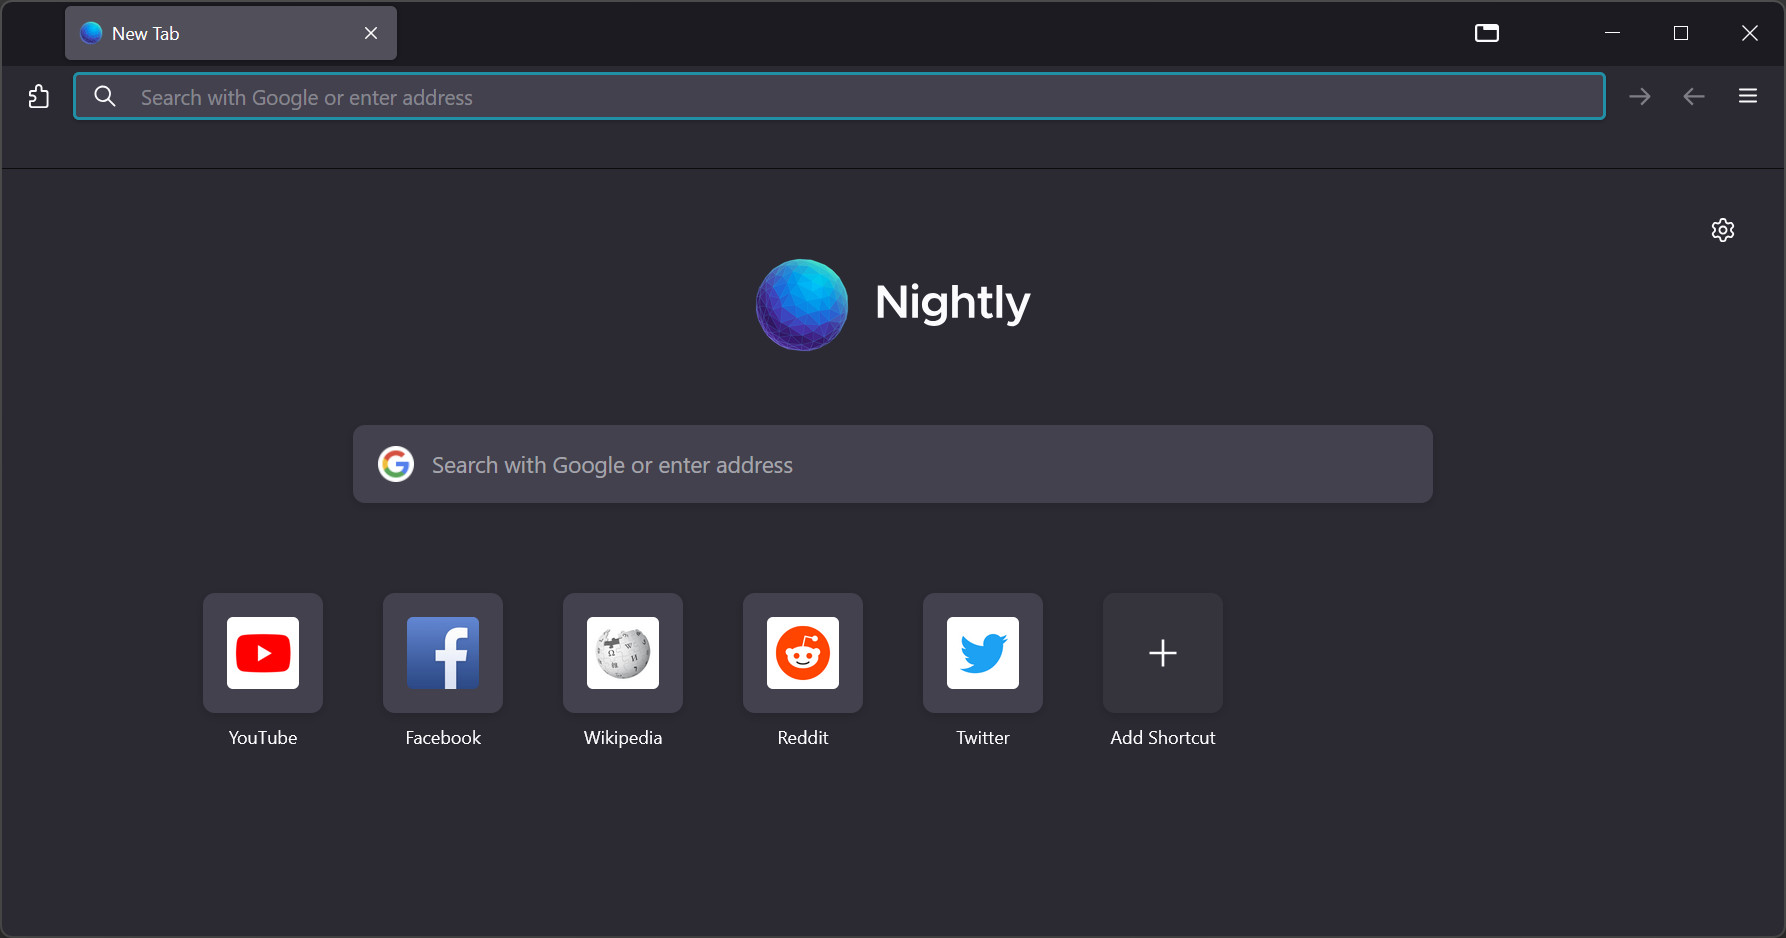 New Tab
Search with Google or enter address
Nightly
Search with Google or enter address
YouTube
Facebook
Wikipedia
Reddit
Twitter
Add Shortcut